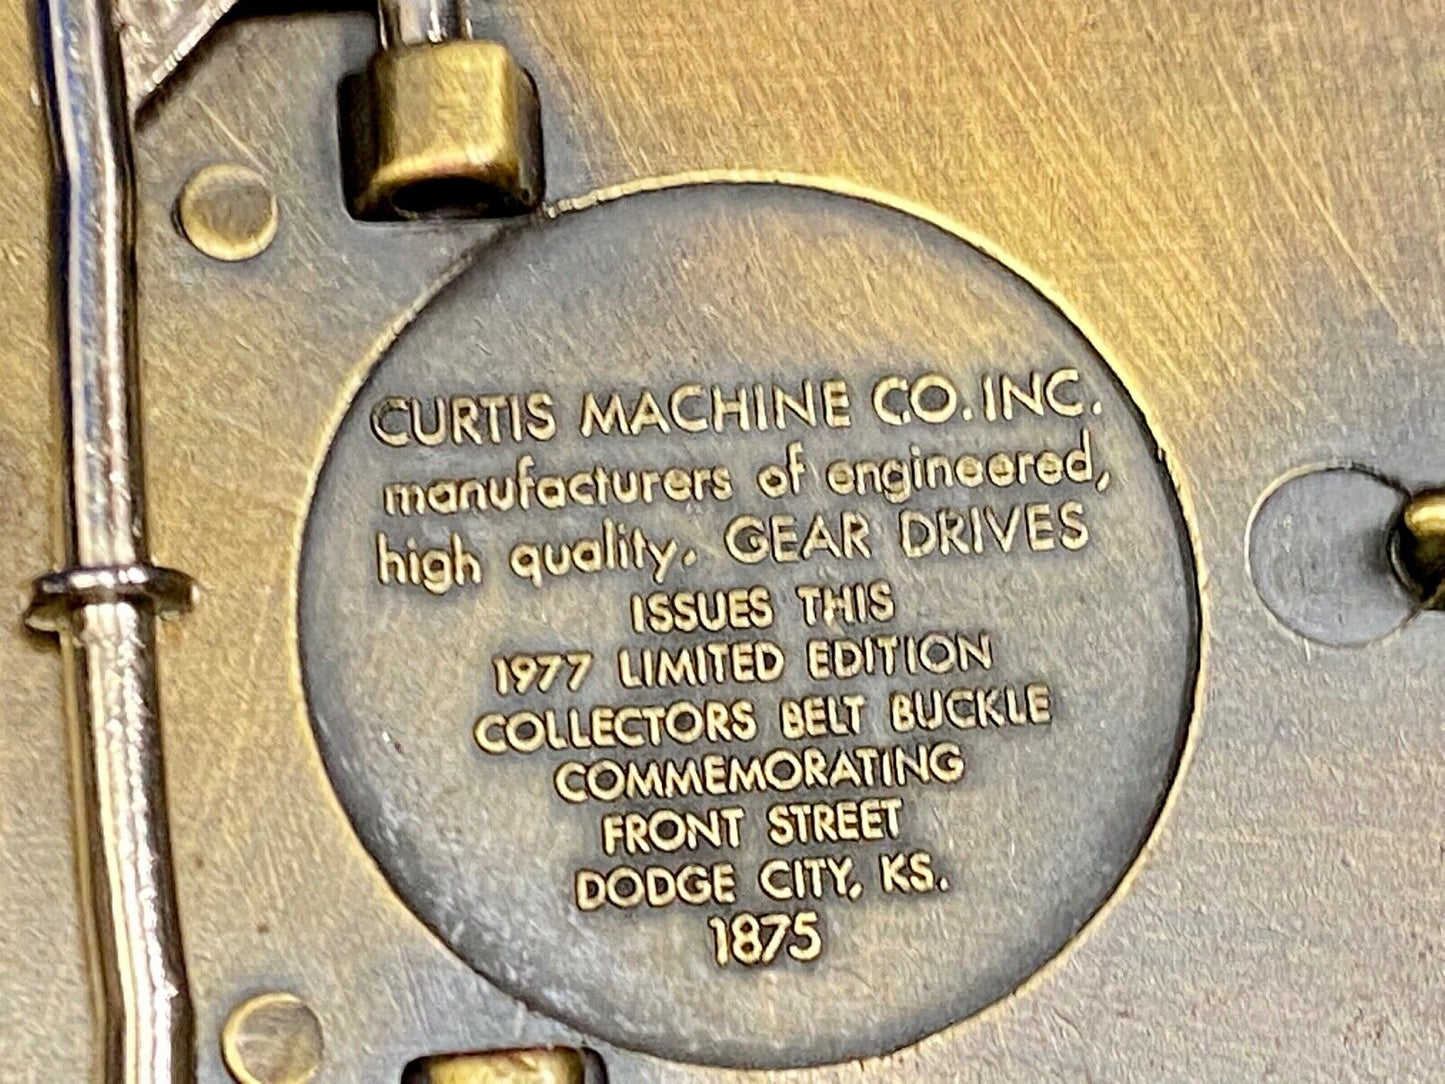 CURTIS MACHINE CO. INC.
manufacturers of engineered,
high quality, GEAR DRIVES
ISSUES THIS
1977 LIMITED EDITION
COLLECTORS BELT BUCKLE
COMMEMORATING
FRONT STREET
DODGE CITY, KS.
1875